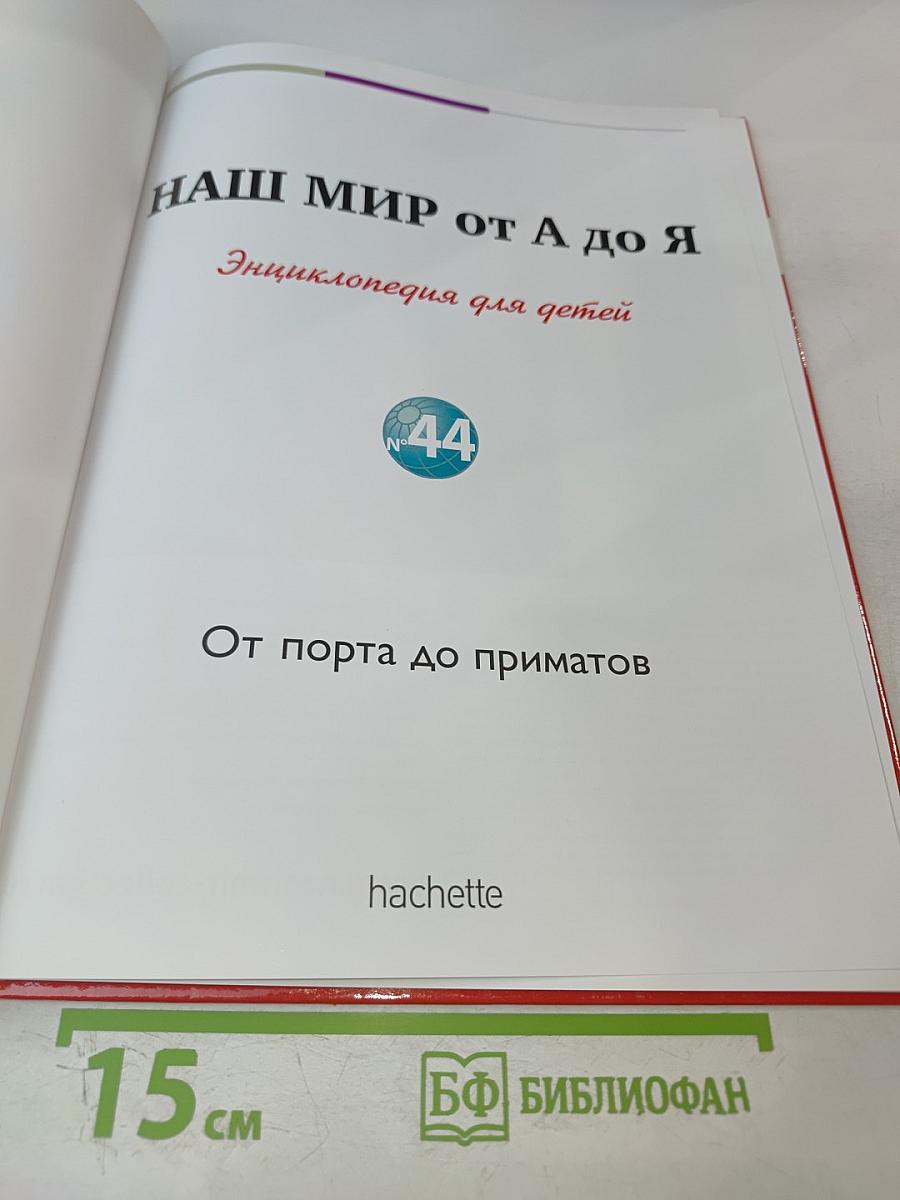 НАШ МИР от А до Я
Энциклопедия для детей
№44
От порта до приматов
hachette
15 см
БФ БИБЛИОФАН